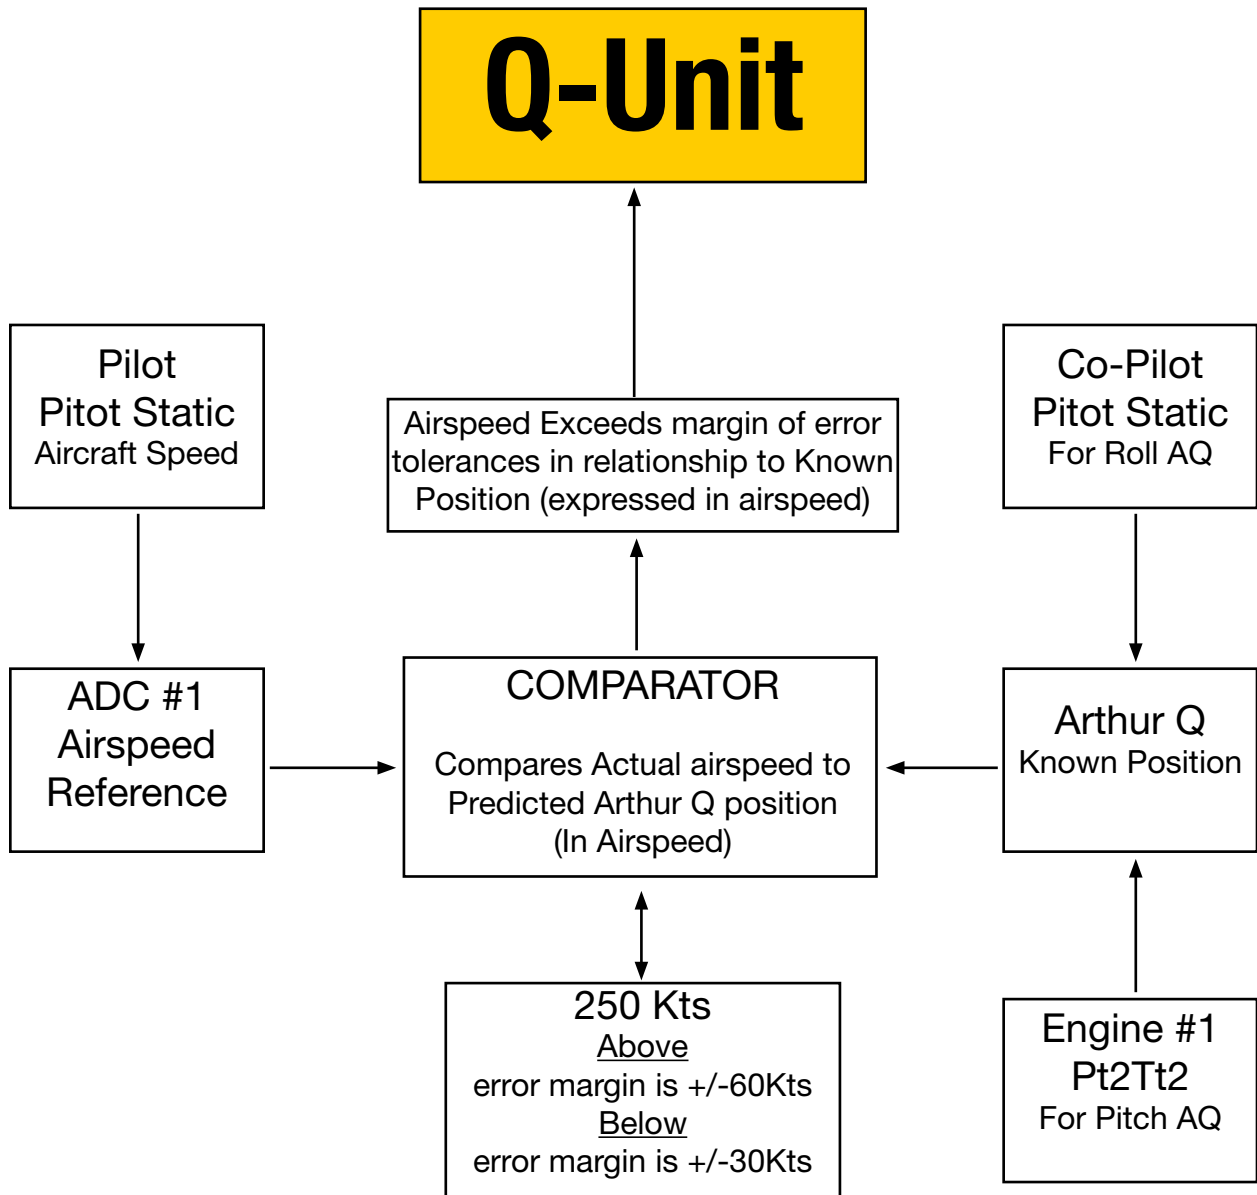 Q-Unit
Pilot
Pitot Static
Aircraft Speed
Airspeed Exceeds margin of error
tolerances in relationship to Known
Position (expressed in airspeed)
Co-Pilot
Pitot Static
For Roll AQ
ADC #1
Airspeed
Reference
COMPARATOR
Compares Actual airspeed to
Predicted Arthur Q position
(In Airspeed)
Arthur Q
Known Position
250 Kts
Above
error margin is +/-60Kts
Below
error margin is +/-30Kts
Engine #1
Pt2Tt2
For Pitch AQ